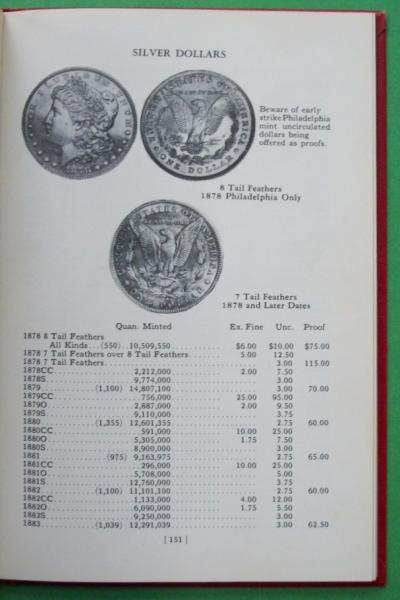 SILVER DOLLARS
Beware of early
strike Philadelphia
mint uncirculated
dollars being
offered as proofs.
8 Tail Feathers
1878 Philadelphia Only
7 Tail Feathers
1878 and Later Dates
Quan. Minted Ex. Fine Unc. Proof
1878 8 Tail Feathers
All Kinds... (550) 10,509,550 $6.00 $10.00 $75.00
1878 7 Tail Feathers over 8 Tail Feathers 5.00 12.50
1878 7 Tail Feathers 3.00 115.00
1878CC 2,212,000 2.00 7.50
1878S 9,774,000 3.00
1879 (1,100) 14,807,100 3.00 70.00
1879CC 756,000 25.00 95.00
1879O 2,887,000 2.00 9.50
1879S 9,110,000 3.75
1880 (1,355) 12,601,355 2.75 60.00
1880CC 591,000 10.00 25.00
1880O 5,305,000 1.75 7.50
1880S 8,900,000 3.00
1881 (975) 9,163,975 2.75 65.00
1881CC 296,000 10.00 25.00
1881O 5,708,000 5.00
1881S 12,760,000 3.75
1882 (1,100) 11,101,100 2.75 60.00
1882CC 1,133,000 4.00 12.00
1882O 6,090,000 1.75 5.50
1882S 9,250,000 3.00
1883 (1,039) 12,291,039 3.00 62.50
[151]